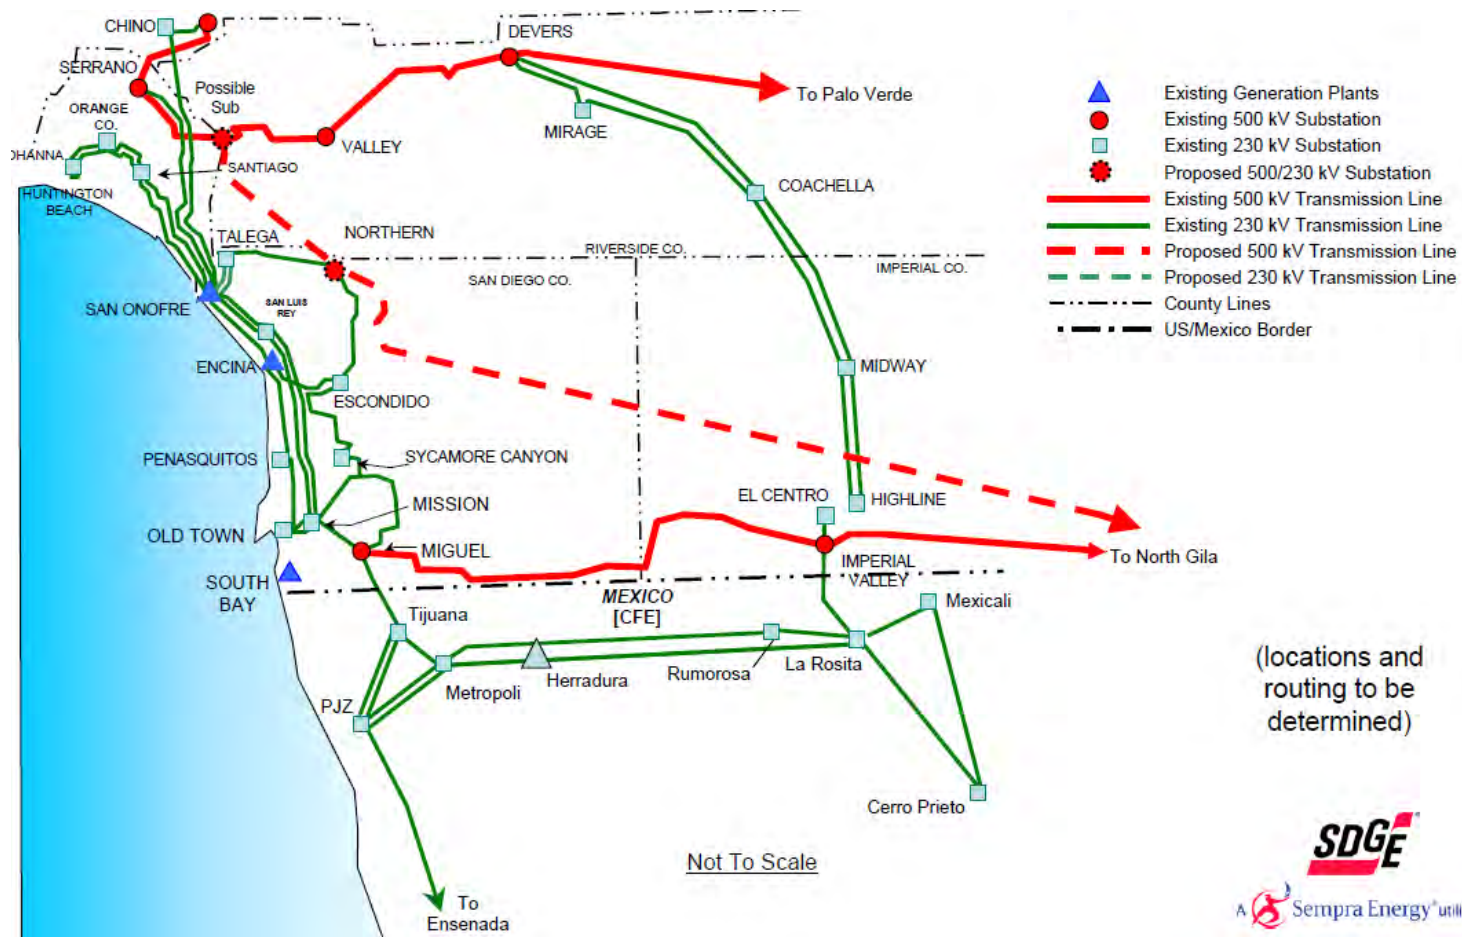 CHINO
DEVERS
SERRANO
Possible
Sub
To Palo Verde
ORANGE
CO.
MIRAGE
VALLEY
OHANNA
SANTIAGO
HUNTINGTON
BEACH
COACHELLA
TALEGA
NORTHERN
RIVERSIDE CO.
SAN DIEGO CO.
IMPERIAL CO.
SAN ONOFRE
SAN LUIS
REY
ENCINA
MIDWAY
ESCONDIDO
PENASQUITOS
SYCAMORE CANYON
EL CENTRO
HIGHLINE
MISSION
OLD TOWN
MIGUEL
To North Gila
IMPERIAL
VALLEY
SOUTH
BAY
MEXICO
[CFE]
Mexicali
Tijuana
La Rosita
Rumorosa
Herradura
Metropoli
PJZ
Cerro Prieto
Not To Scale
To
Ensenada
Existing Generation Plants
Existing 500 kV Substation
Existing 230 kV Substation
Proposed 500/230 kV Substation
Existing 500 kV Transmission Line
Existing 230 kV Transmission Line
Proposed 500 kV Transmission Line
Proposed 230 kV Transmission Line
County Lines
US/Mexico Border
(locations and
routing to be
determined)
SDGE
A Sempra Energy® utili